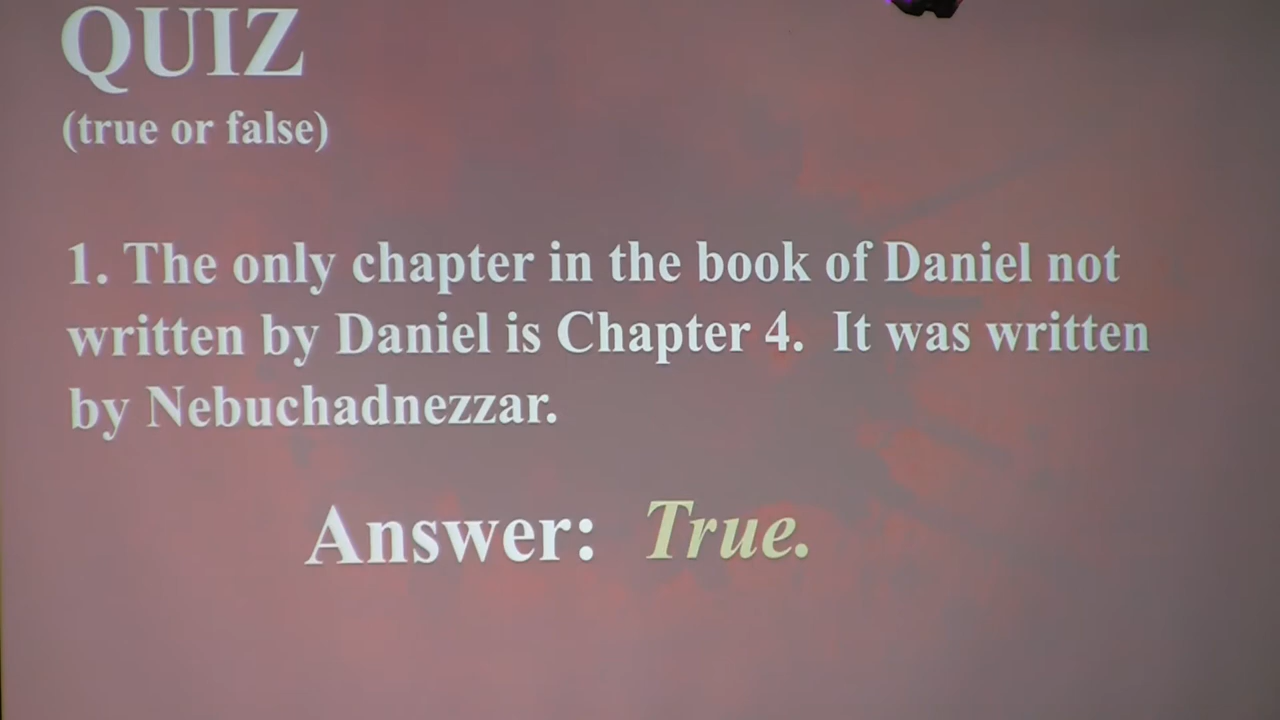 QUIZ
(true or false)
1. The only chapter in the book of Daniel not
written by Daniel is Chapter 4. It was written
by Nebuchadnezzar.
Answer: True.